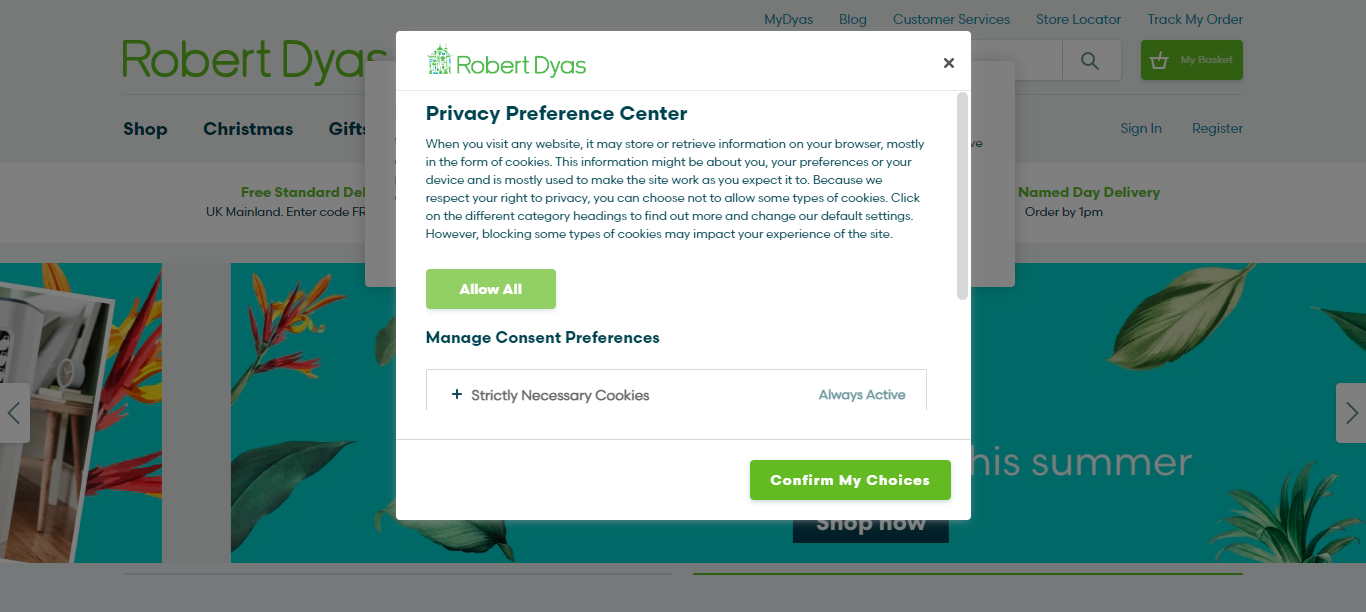 MyDyas Blog Customer Services Store Locator Track My Order
Robert Dyas
My Basket
Shop Christmas Gifts
Sign In Register
Free Standard Del
UK Mainland. Enter code FR
Named Day Delivery
Order by 1pm
Robert Dyas
Privacy Preference Center
When you visit any website, it may store or retrieve information on your browser, mostly
in the form of cookies. This information might be about you, your preferences or your
device and is mostly used to make the site work as you expect it to. Because we
respect your right to privacy, you can choose not to allow some types of cookies. Click
on the different category headings to find out more and change our default settings.
However, blocking some types of cookies may impact your experience of the site.
Allow All
Manage Consent Preferences
+ Strictly Necessary Cookies Always Active
Confirm My Choices
his summer
Shop now